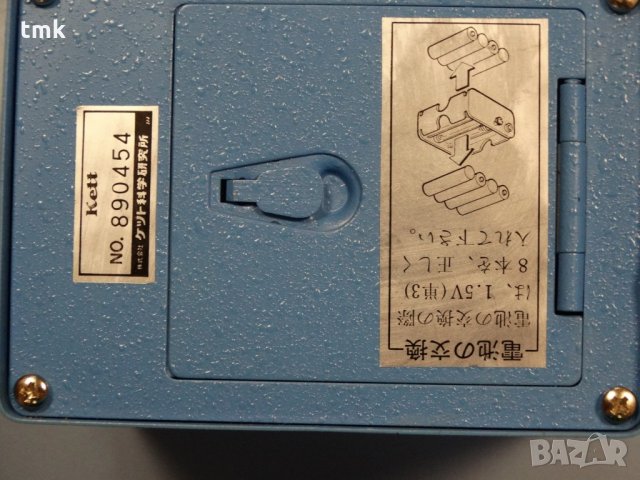 tmk
Kett
NO. 890454
株式会社 ケツト科学研究所
電池の交換
電池の交換の際
は、1.5V(単3)
8本を、正しく
入れて下さい。
BAZAR